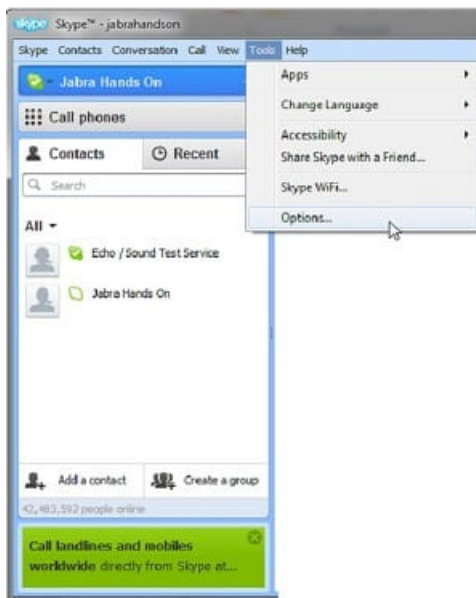 Skype™ - jabrahandson
Skype Contacts Conversation Call View Tools Help
Jabra Hands On
Call phones
Contacts Recent
Search
All
Echo / Sound Test Service
Jabra Hands On
Add a contact Create a group
42,483,592 people online
Call landlines and mobiles
worldwide directly from Skype at...
Apps
Change Language
Accessibility
Share Skype with a Friend...
Skype WiFi...
Options...